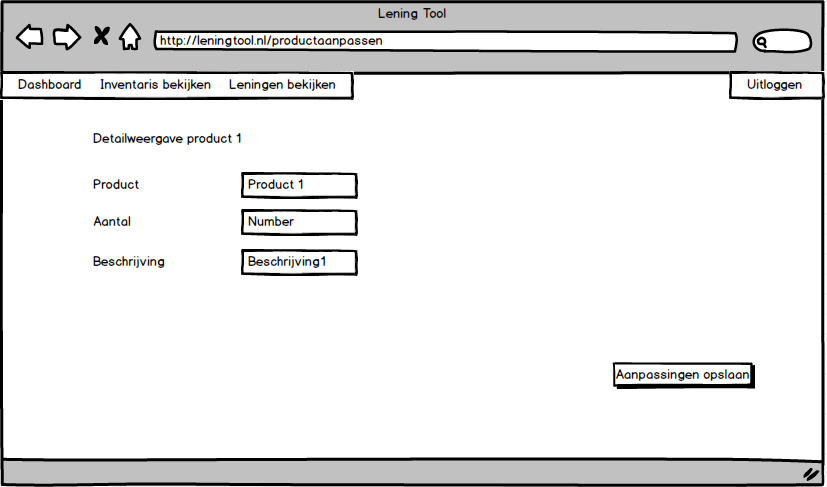 Lening Tool
http://leningtool.nl/productaanpassen
Dashboard Inventaris bekijken Leningen bekijken Uitloggen
Detailweergave product 1
Product Product 1
Aantal Number
Beschrijving Beschrijving1
Aanpassingen opslaan